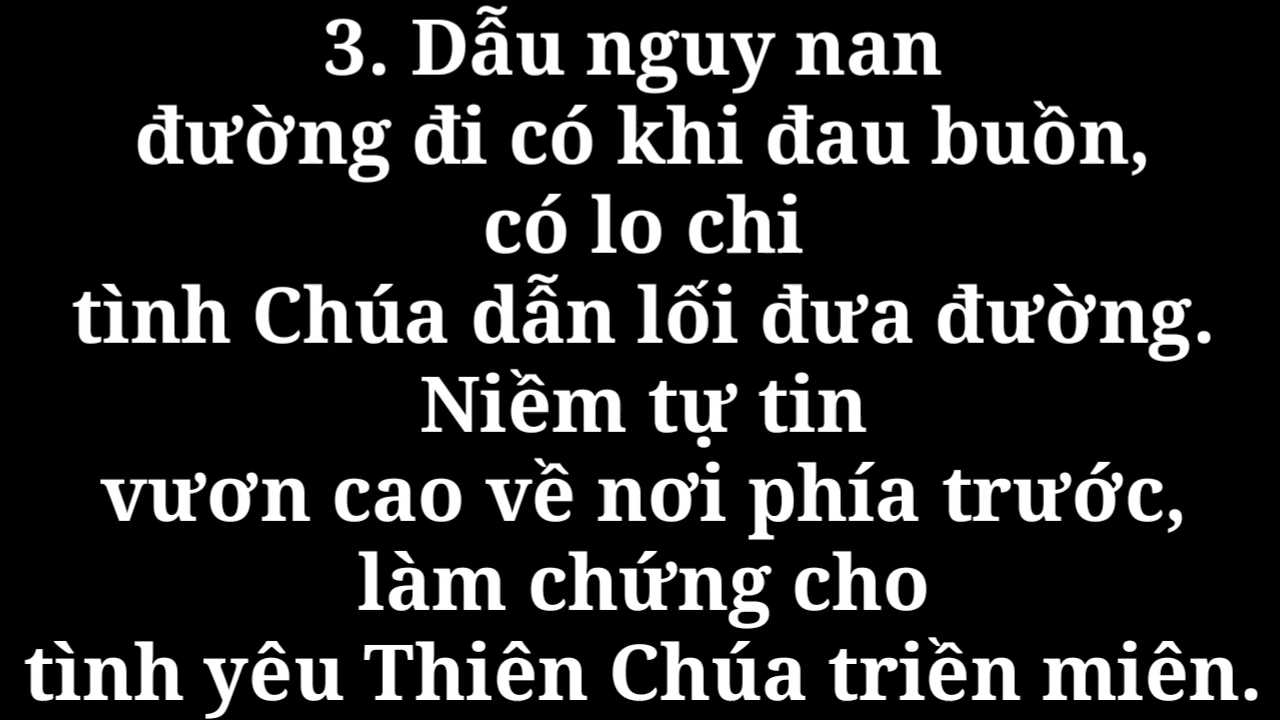 3. Dẫu nguy nan
đường đi có khi đau buồn,
có lo chi
tình Chúa dẫn lối đưa đường.
Niềm tự tin
vươn cao về nơi phía trước,
làm chứng cho
tình yêu Thiên Chúa triền miên.